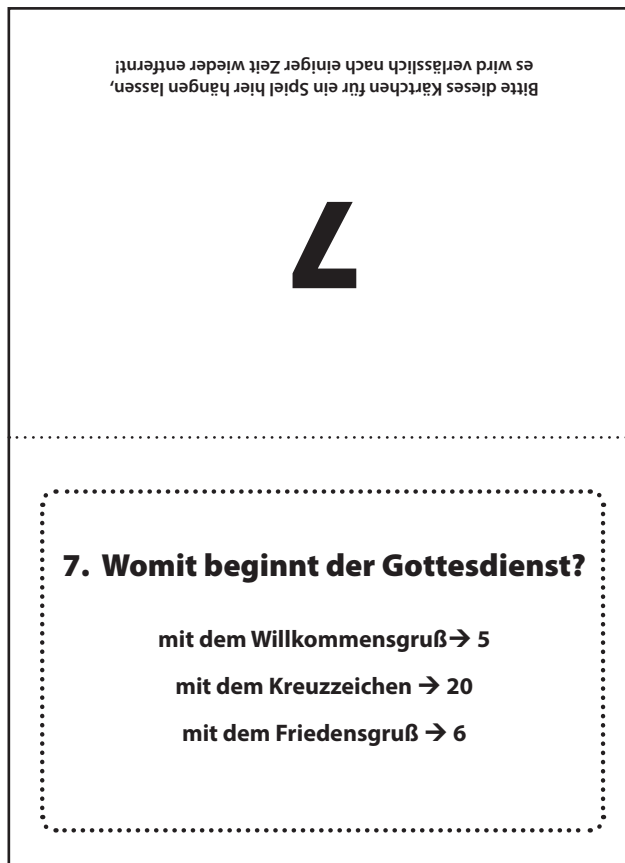 Bitte dieses Kärtchen für ein Spiel hier hängen lassen,
es wird verlässlich nach einiger Zeit wieder entfernt!
7
7. Womit beginnt der Gottesdienst?
mit dem Willkommensgruß→ 5
mit dem Kreuzzeichen → 20
mit dem Friedensgruß → 6